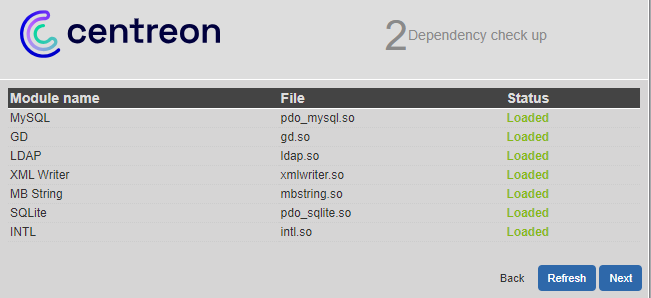 centreon
2 Dependency check up
Module name File Status
MySQL pdo_mysql.so Loaded
GD gd.so Loaded
LDAP ldap.so Loaded
XML Writer xmlwriter.so Loaded
MB String mbstring.so Loaded
SQLite pdo_sqlite.so Loaded
INTL intl.so Loaded
Back Refresh Next